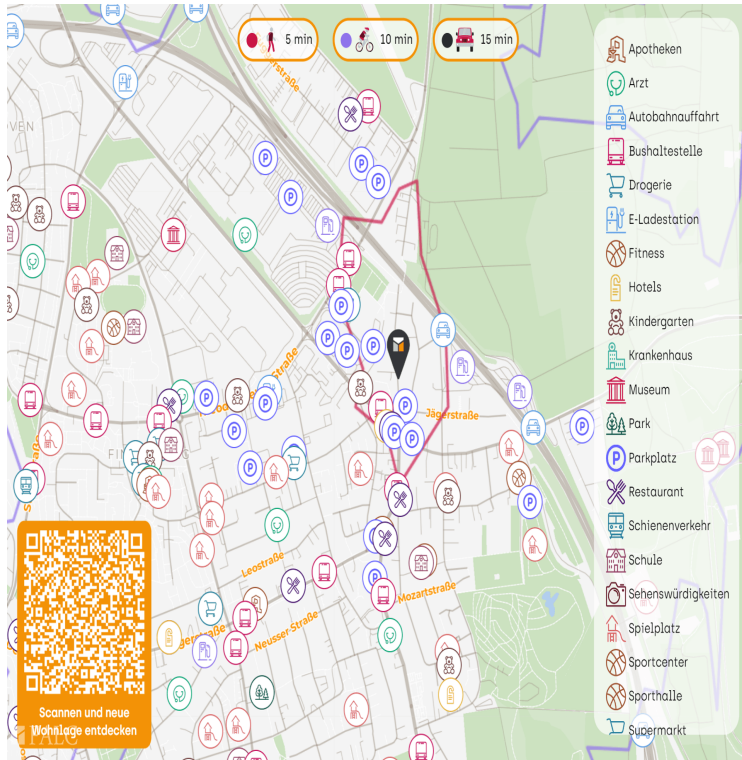 5 min
10 min
15 min
Apotheken
Arzt
Autobahnauffahrt
Bushaltestelle
Drogerie
E-Ladestation
Fitness
Hotels
Kindergarten
Krankenhaus
Museum
Park
Parkplatz
Restaurant
Schienenverkehr
Schule
Sehenswürdigkeiten
Spielplatz
Sportcenter
Sporthalle
Supermarkt
Jägerstraße
Leostraße
Mozartstraße
Neusser-Straße
Scannen und neue
Wohnlage entdecken
FALC